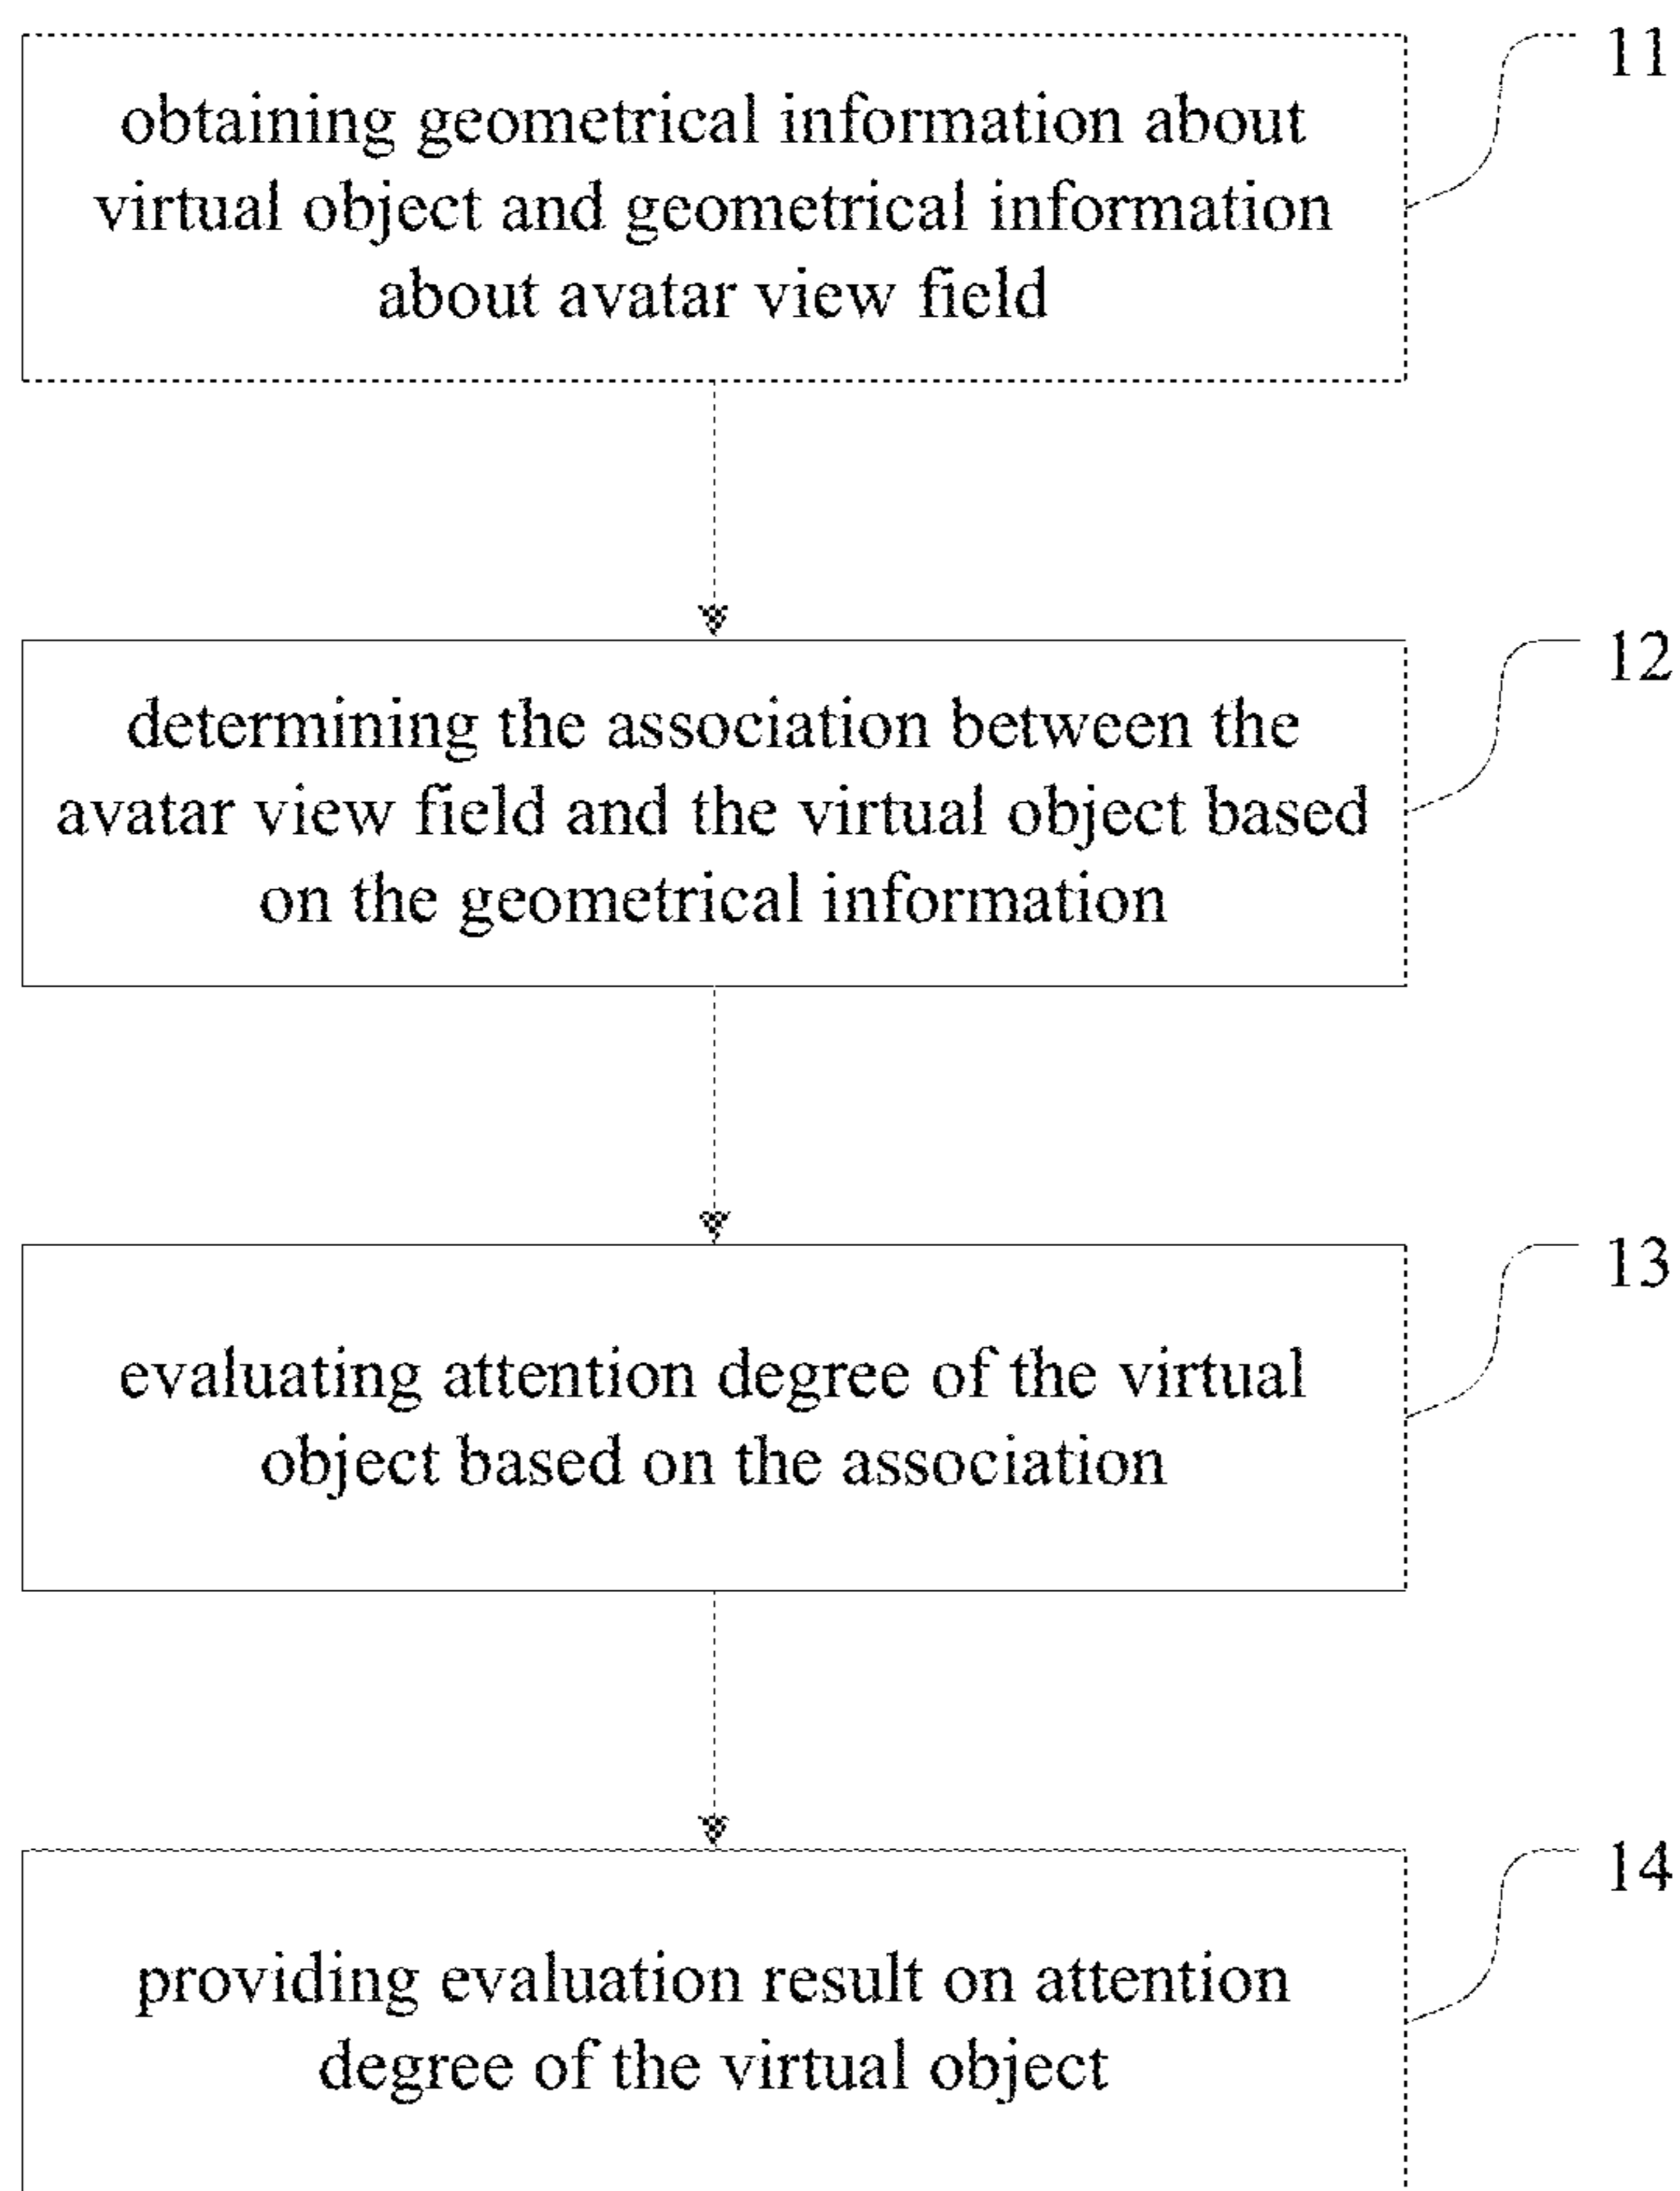 11
obtaining geometrical information about
virtual object and geometrical information
about avatar view field
12
determining the association between the
avatar view field and the virtual object based
on the geometrical information
13
evaluating attention degree of the virtual
object based on the association
14
providing evaluation result on attention
degree of the virtual object